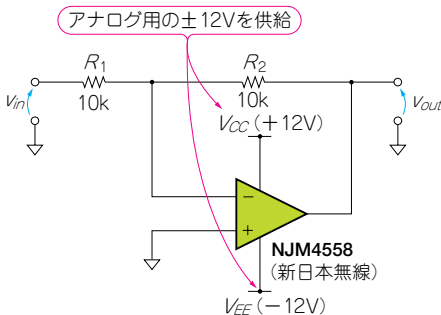 アナログ用の±12Vを供給
R1
R2
10k
10k
vin
vout
VCC(+12V)
−
+
NJM4558
(新日本無線)
VEE(−12V)